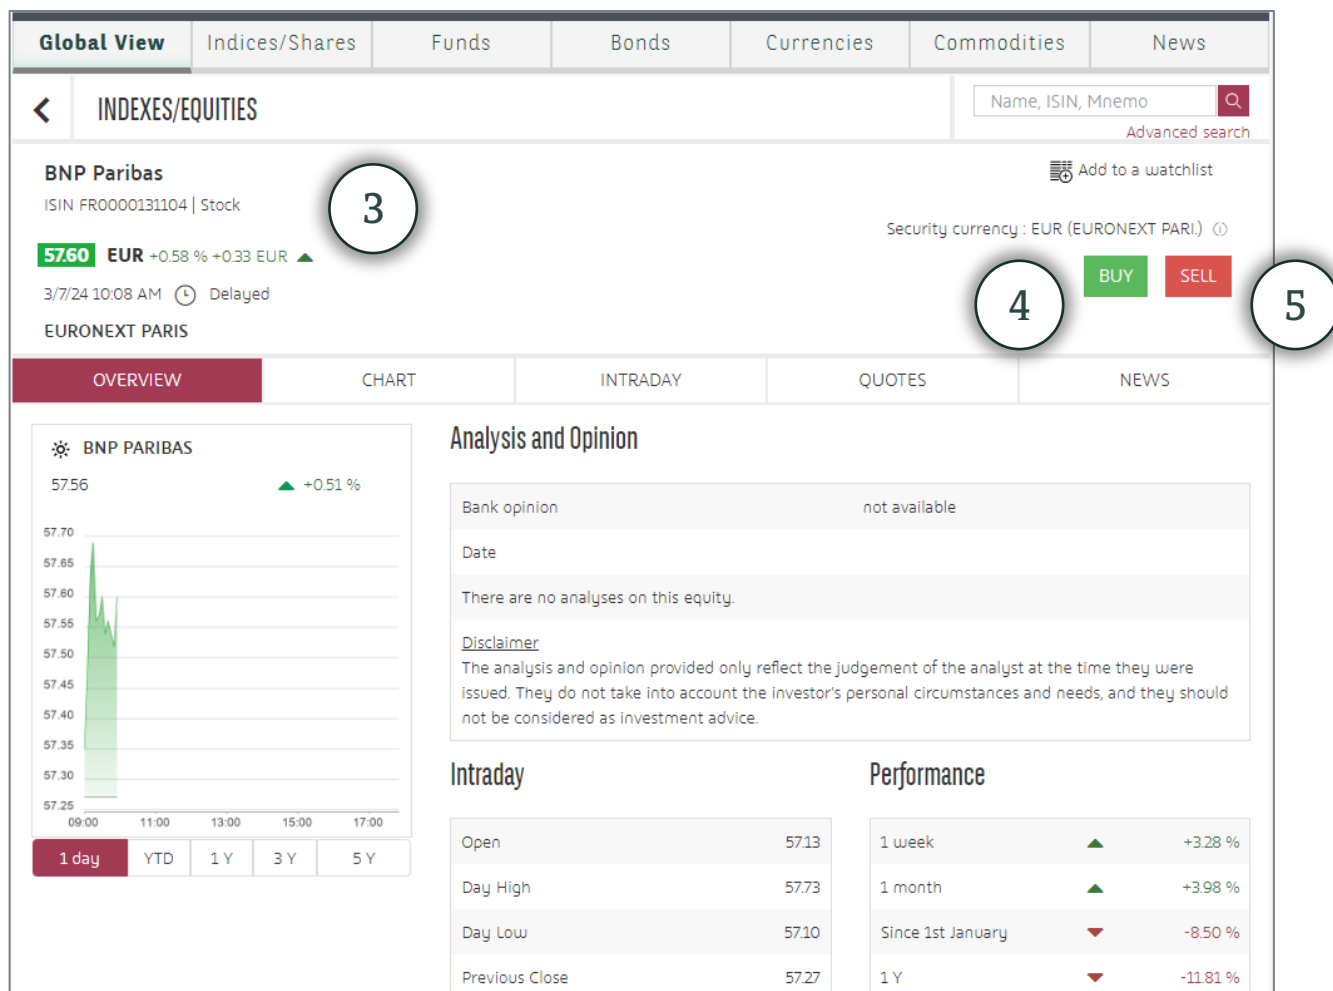 Global View Indices/Shares Funds Bonds Currencies Commodities News
INDEXES/EQUITIES
Name, ISIN, Mnemo
Advanced search
BNP Paribas
Add to a watchlist
ISIN FR0000131104 | Stock
3
Security currency : EUR (EURONEXT PARI.)
57.60 EUR +0.58 % +0.33 EUR
BUY SELL
3/7/24 10:08 AM Delayed
4
5
EURONEXT PARIS
OVERVIEW CHART INTRADAY QUOTES NEWS
BNP PARIBAS
57.56 +0.51 %
57.70
57.65
57.60
57.55
57.50
57.45
57.40
57.35
57.30
57.25
09:00 11:00 13:00 15:00 17:00
1 day YTD 1 Y 3 Y 5 Y
Analysis and Opinion
Bank opinion not available
Date
There are no analyses on this equity.
Disclaimer
The analysis and opinion provided only reflect the judgement of the analyst at the time they were
issued. They do not take into account the investor's personal circumstances and needs, and they should
not be considered as investment advice.
Intraday
Open 57.13
Day High 57.73
Day Low 57.10
Previous Close 57.27
Performance
1 week +3.28 %
1 month +3.98 %
Since 1st January -8.50 %
1 Y -11.81 %